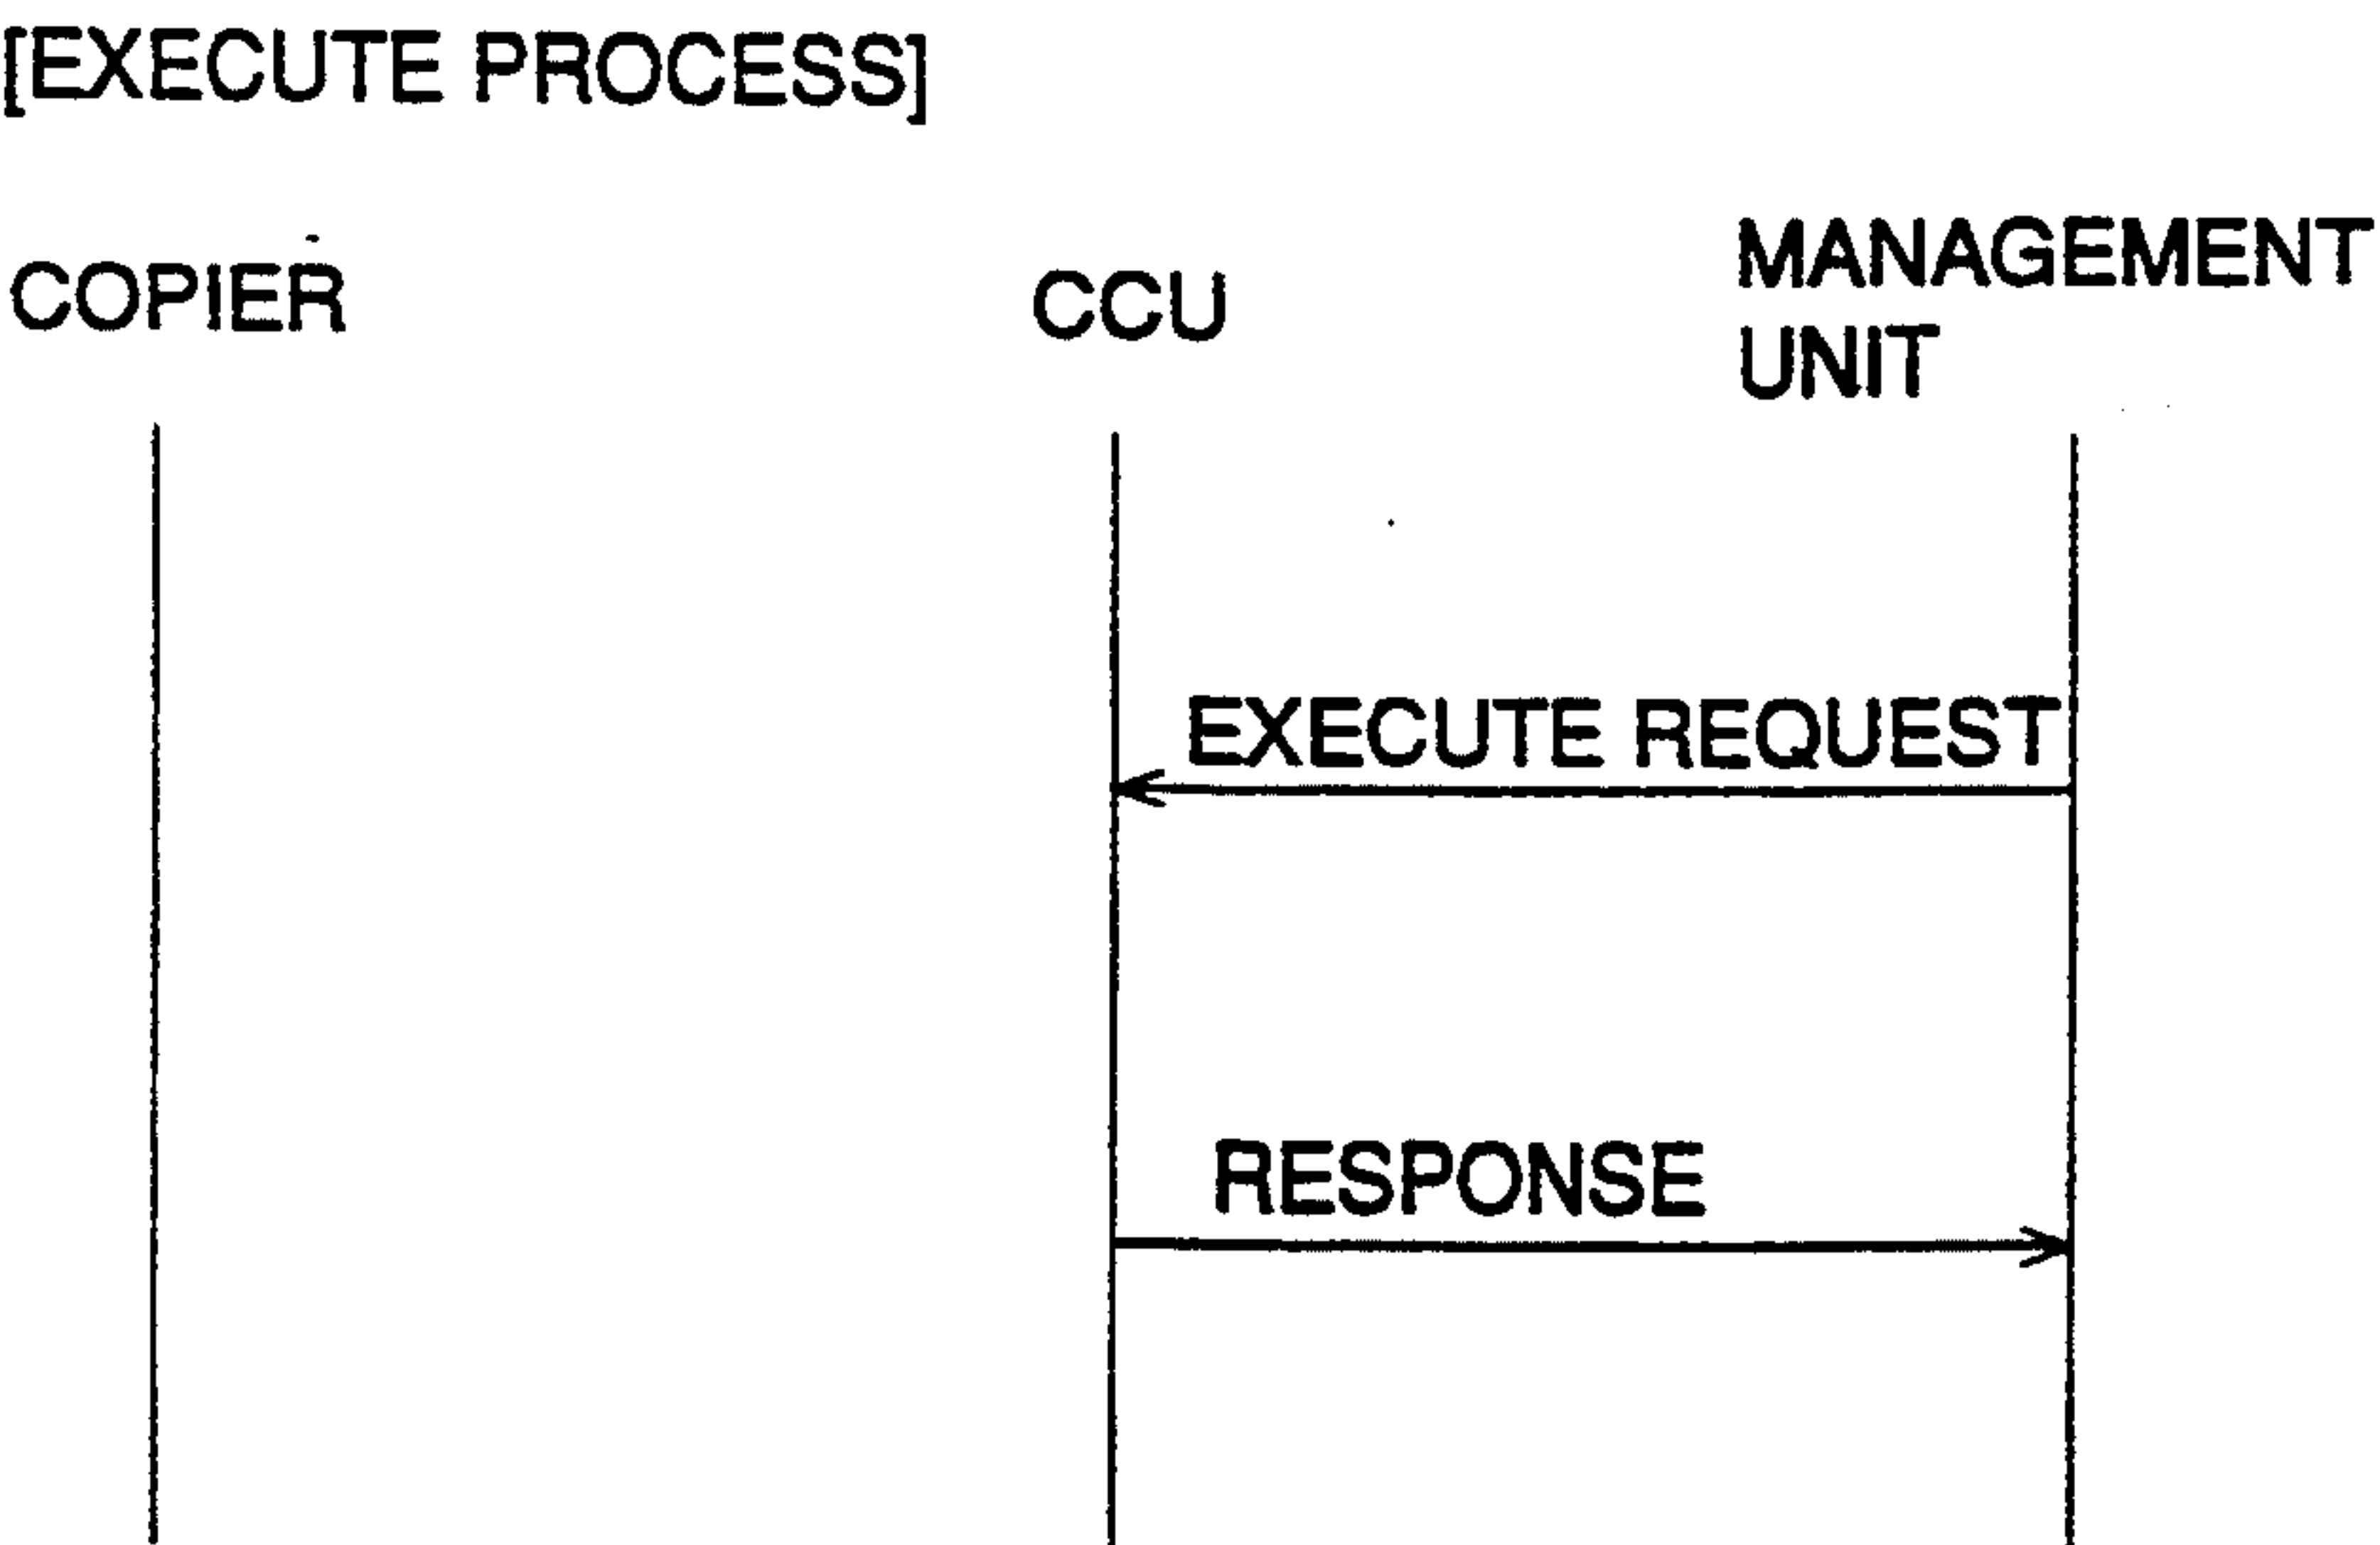 [EXECUTE PROCESS]
COPIER
CCU
MANAGEMENT
UNIT
EXECUTE REQUEST
RESPONSE